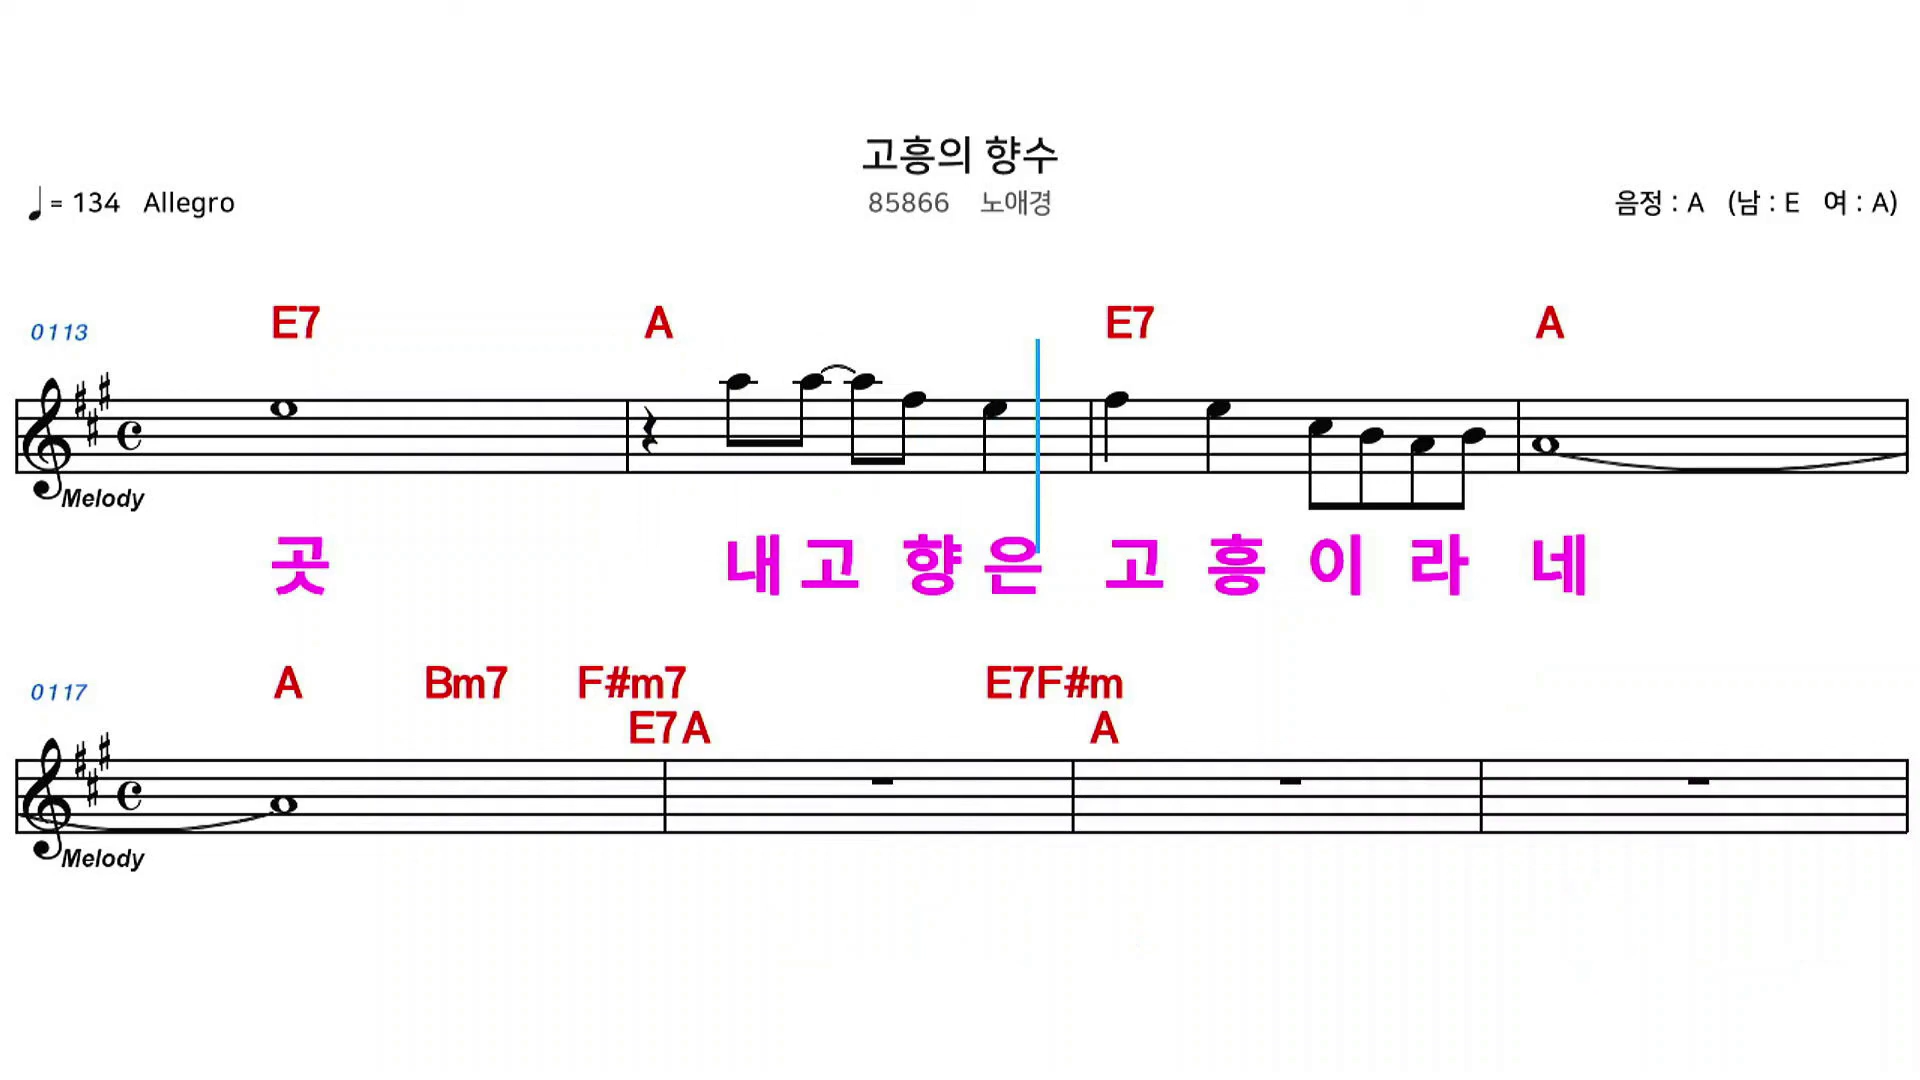 고흥의 향수
♩= 134 Allegro 85866 노애경 음정 : A (남 : E 여 : A)
0113 E7 A E7 A
Melody
곳 내 고 향 은 고 흥 이 라 네
0117 A Bm7 F#m7 E7F#m
E7A A
Melody